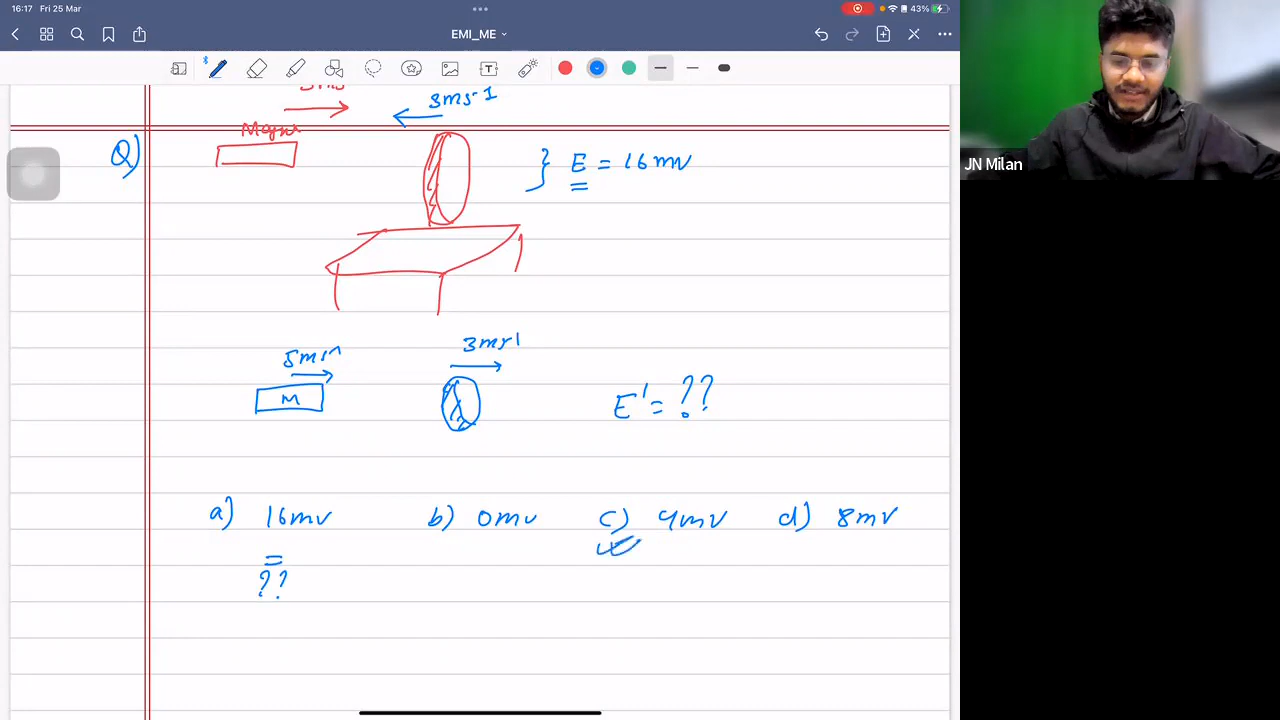 16:17 Fri 25 Mar
43%
EMI_ME
T
3ms-1
Q)
E = 16mv
5ms-1
3ms-1
M
E' = ??
a) 16mv b) 0mv c) 4mv d) 8mv
??
JN Milan